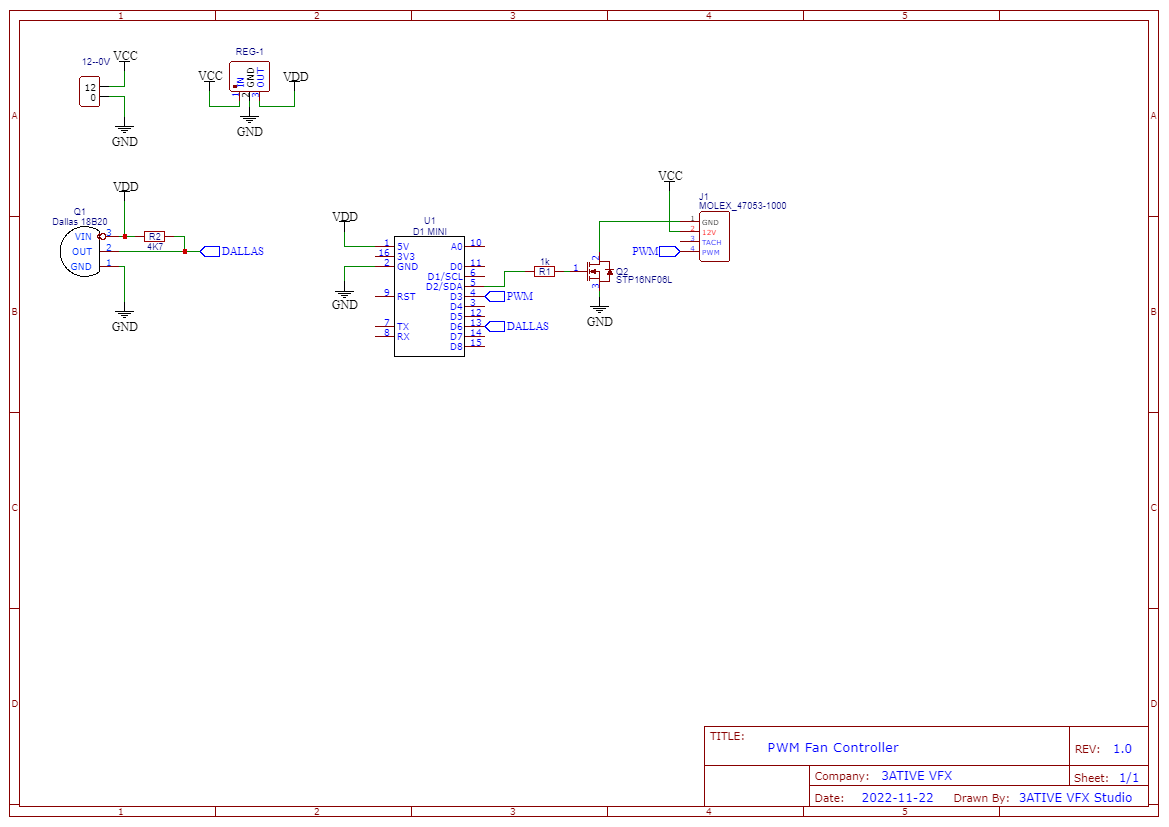 1 2 3 4 5
A
A
B
B
C
C
D
D
12--0V
VCC
12
0
GND
REG-1
VCC
IN
GND
OUT
1 2 3
VDD
GND
VDD
Q1
Dallas 18B20
VIN 3
OUT 2
GND 1
R2
4K7
DALLAS
GND
VDD
GND
U1
D1 MINI
1 5V
16 3V3
2 GND
9 RST
7 TX
8 RX
A0 10
D0 11
D1/SCL 6
D2/SDA 5
D3 4
D4 3
D5 12
D6 13
D7 14
D8 15
PWM
DALLAS
1k
R1
1
2
3
Q2
STP16NF06L
GND
VCC
J1
MOLEX_47053-1000
1 GND
2 12V
3 TACH
4 PWM
PWM
TITLE:
PWM Fan Controller
REV: 1.0
Company: 3ATIVE VFX
Sheet: 1/1
Date: 2022-11-22 Drawn By: 3ATIVE VFX Studio
1 2 3 4 5